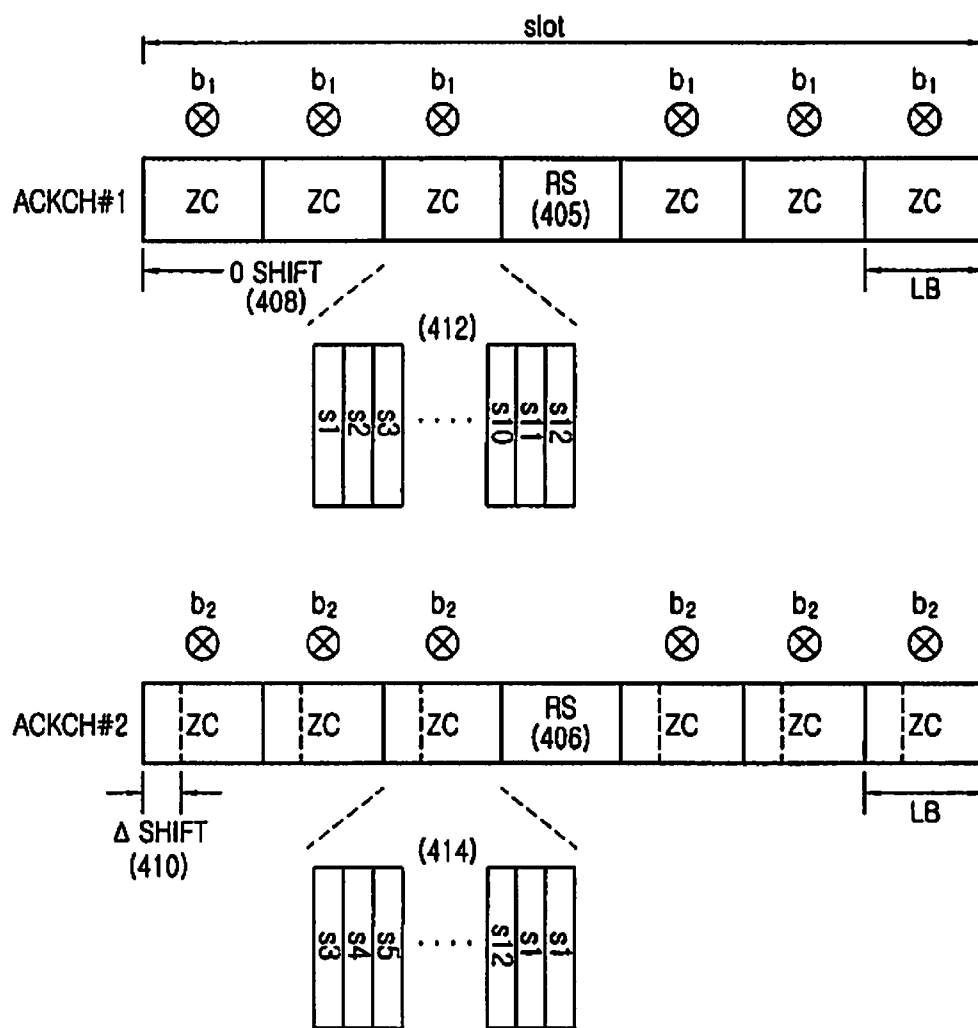 slot
b₁ b₁ b₁ b₁ b₁ b₁
ACKCH#1 ZC ZC ZC RS (405) ZC ZC ZC
0 SHIFT
(408)
LB
(412)
s1 s2 s3 .... s10 s11 s12
b₂ b₂ b₂ b₂ b₂ b₂
ACKCH#2 ZC ZC ZC RS (406) ZC ZC ZC
Δ SHIFT
(410)
LB
(414)
s3 s4 s5 .... s12 s1 s1